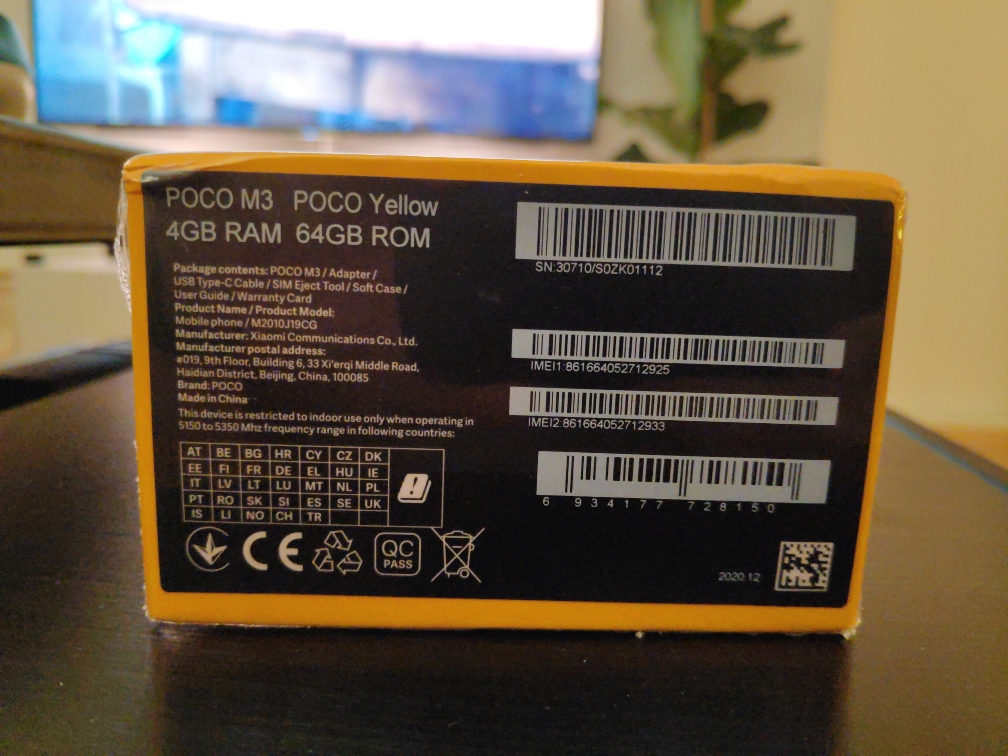 POCO M3 POCO Yellow
4GB RAM 64GB ROM
Package contents: POCO M3 / Adapter /
USB Type-C Cable / SIM Eject Tool / Soft Case /
User Guide / Warranty Card
Product Name / Product Model:
Mobile phone / M2010J19CG
Manufacturer: Xiaomi Communications Co., Ltd.
Manufacturer postal address:
#019, 9th Floor, Building 6, 33 Xi'erqi Middle Road,
Haidian District, Beijing, China, 100085
Brand: POCO
Made in China
This device is restricted to indoor use only when operating in
5150 to 5350 Mhz frequency range in following countries:
AT BE BG HR CY CZ DK
EE FI FR DE EL HU IE
IT LV LT LU MT NL PL
PT RO SK SI ES SE UK
IS LI NO CH TR
CE
QC
PASS
SN:30710/S0ZK01112
IMEI1:861664052712925
IMEI2:861664052712933
6 934177 728150
2020.12